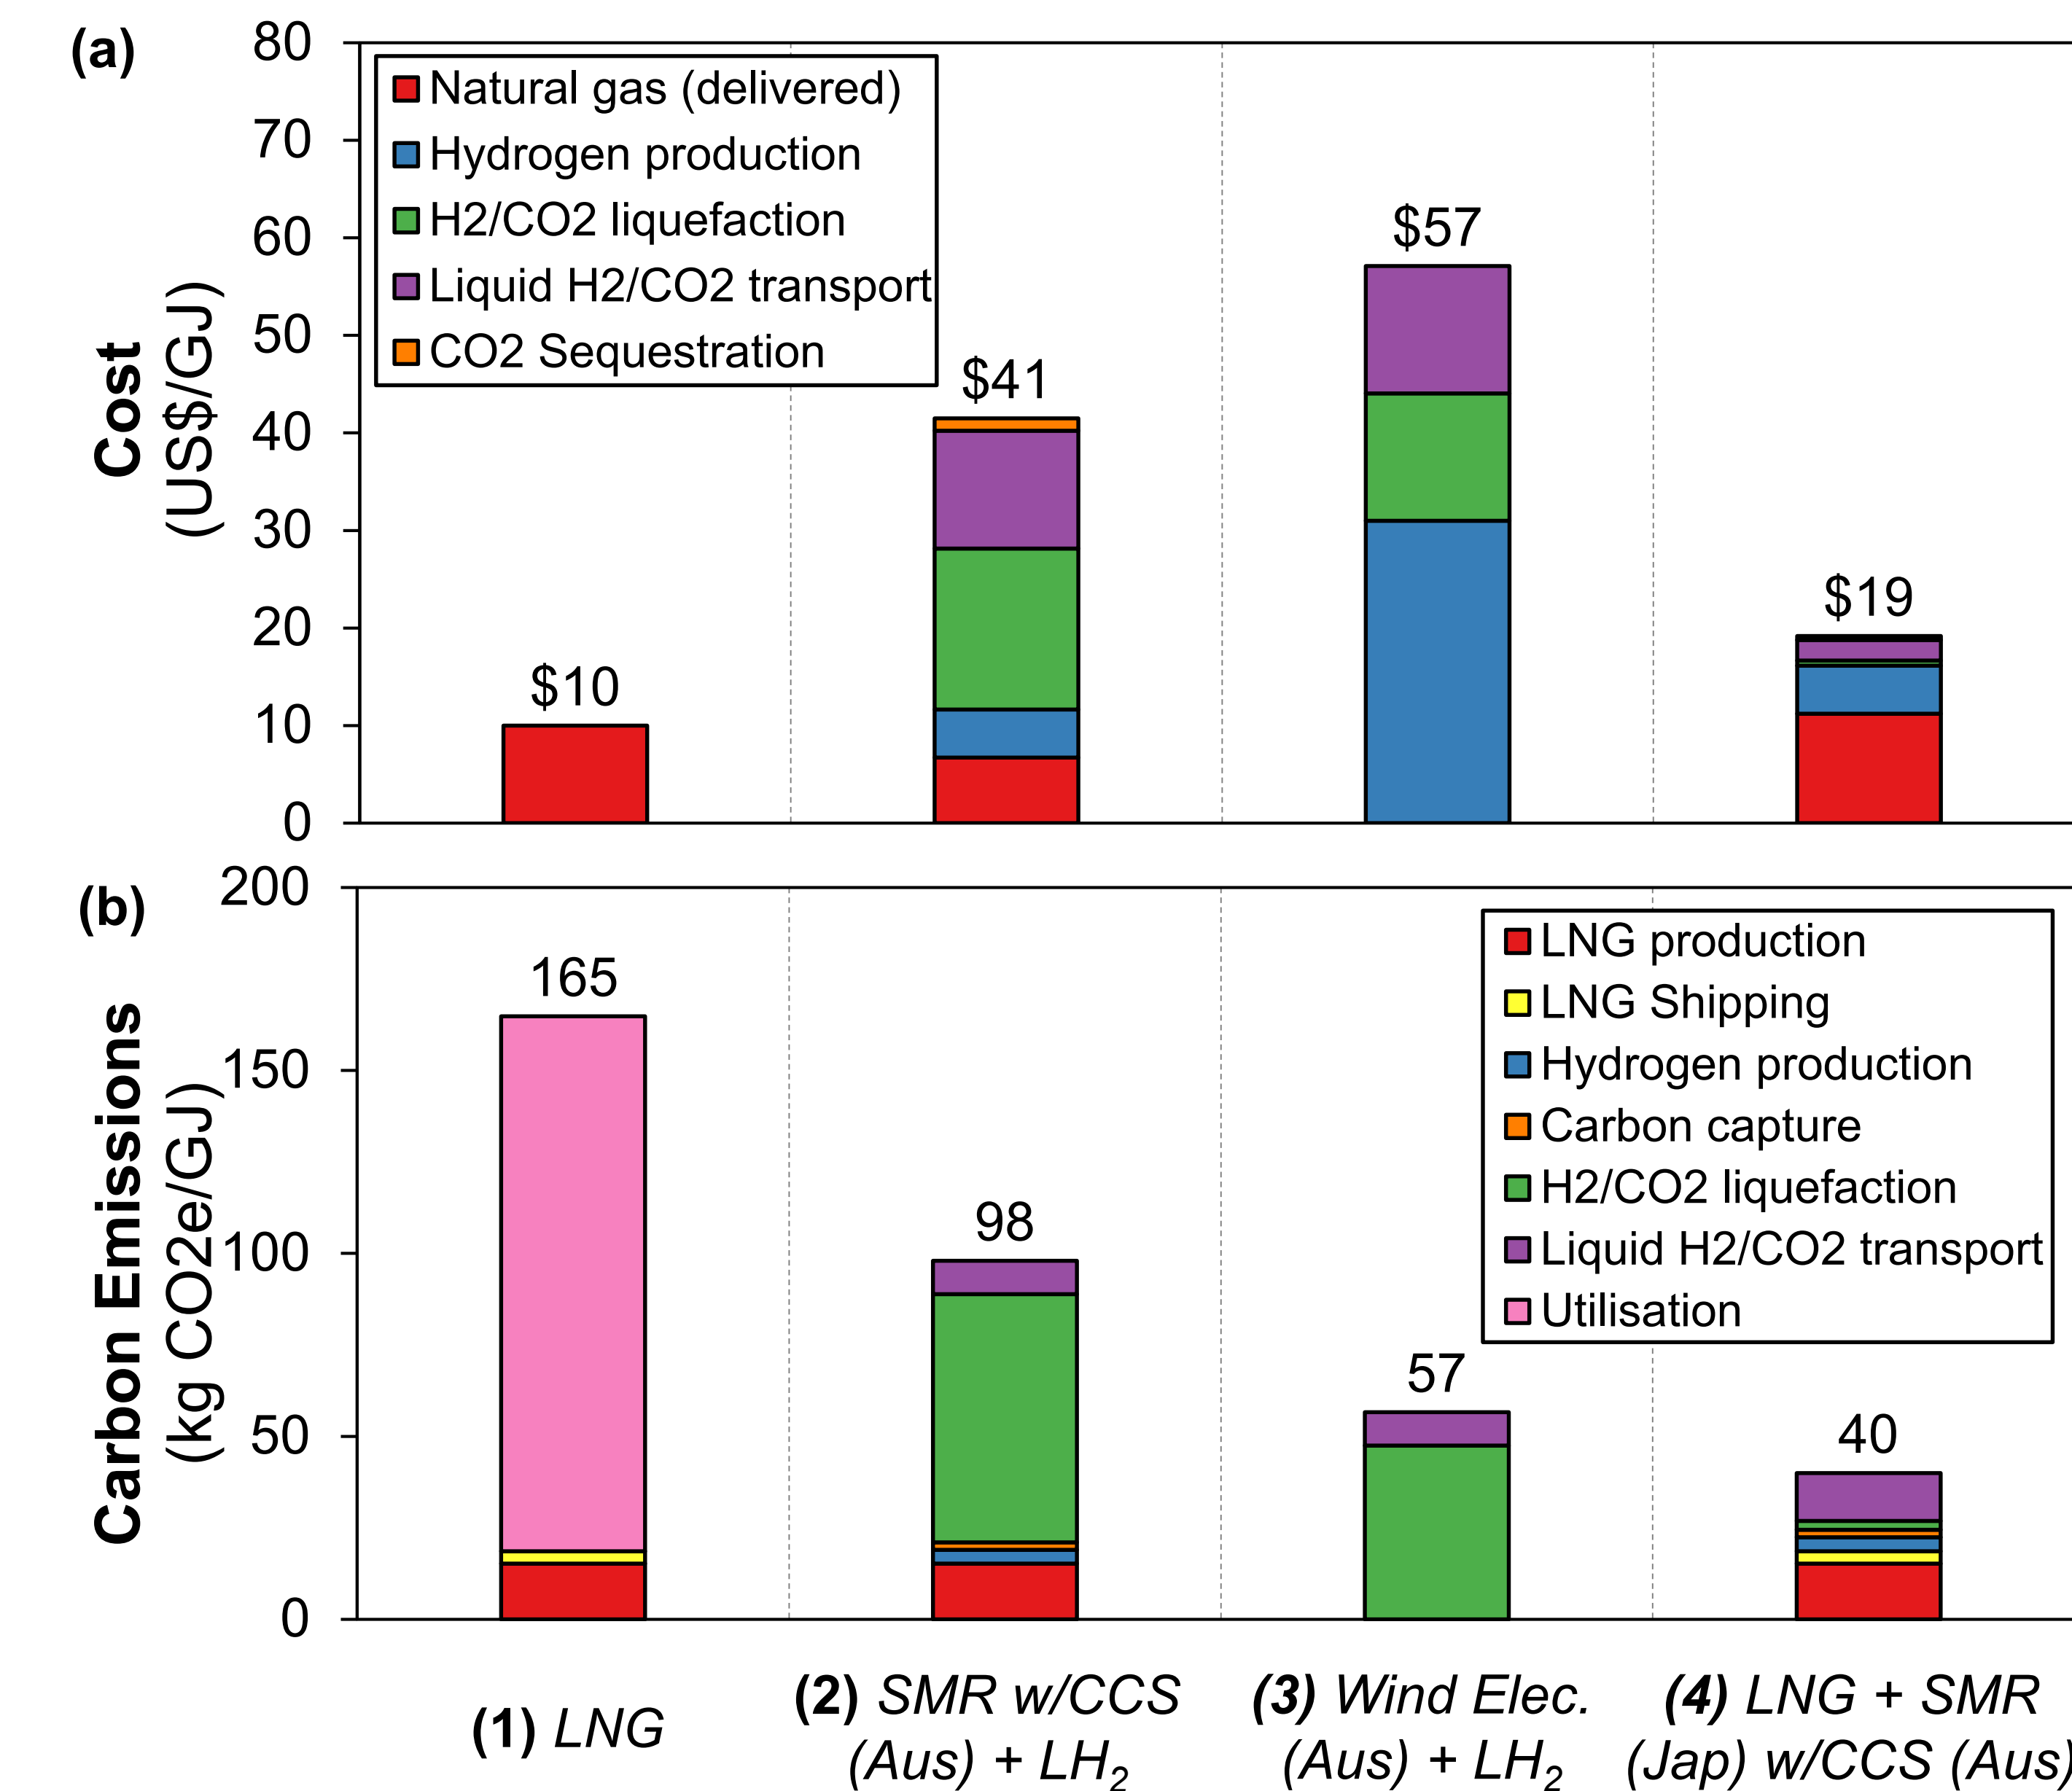 (a)
Cost
(US$/GJ)
80
70
60
50
40
30
20
10
0
Natural gas (delivered)
Hydrogen production
H2/CO2 liquefaction
Liquid H2/CO2 transport
CO2 Sequestration
$10
$41
$57
$19
(b)
Carbon Emissions
(kg CO2e/GJ)
200
150
100
50
0
LNG production
LNG Shipping
Hydrogen production
Carbon capture
H2/CO2 liquefaction
Liquid H2/CO2 transport
Utilisation
165
98
57
40
(1) LNG
(2) SMR w/CCS
(Aus) + LH2
(3) Wind Elec.
(Aus) + LH2
(4) LNG + SMR
(Jap) w/CCS (Aus)